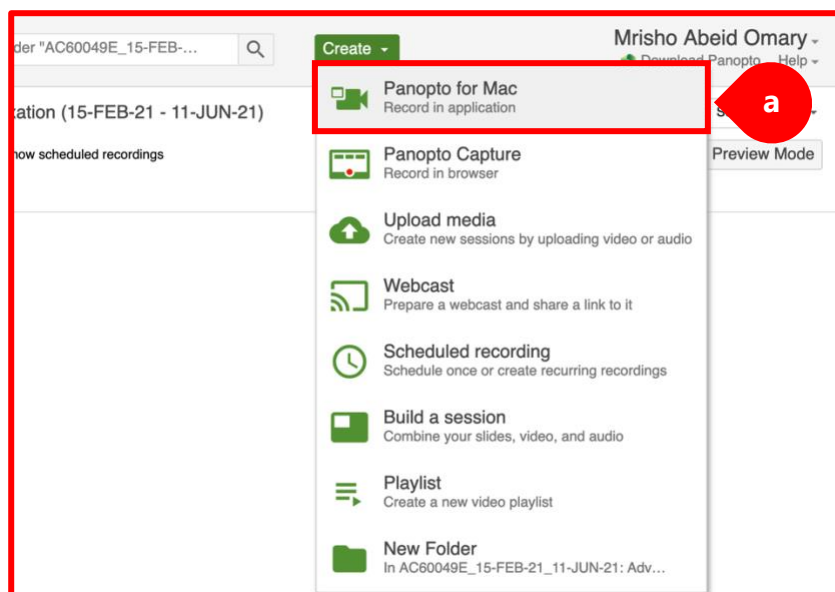 der "AC60049E_15-FEB-...
Create
Mrisho Abeid Omary
Download Panopto Help
Panopto for Mac
Record in application
a
ation (15-FEB-21 - 11-JUN-21)
now scheduled recordings
Panopto Capture
Record in browser
Preview Mode
Upload media
Create new sessions by uploading video or audio
Webcast
Prepare a webcast and share a link to it
Scheduled recording
Schedule once or create recurring recordings
Build a session
Combine your slides, video, and audio
Playlist
Create a new video playlist
New Folder
In AC60049E_15-FEB-21_11-JUN-21: Adv...